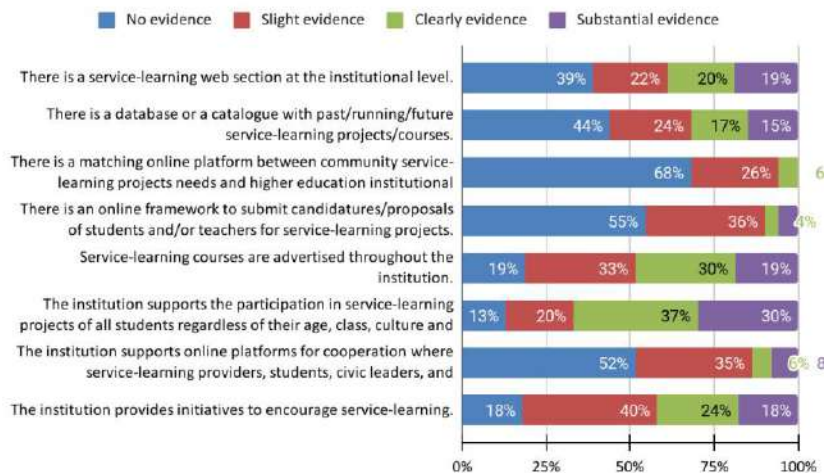 No evidence Slight evidence Clearly evidence Substantial evidence
There is a service-learning web section at the institutional level.
39% 22% 20% 19%
There is a database or a catalogue with past/running/future
service-learning projects/courses.
44% 24% 17% 15%
There is a matching online platform between community service-
learning projects needs and higher education institutional
68% 26% 6
There is an online framework to submit candidatures/proposals
of students and/or teachers for service-learning projects.
55% 36% 4%
Service-learning courses are advertised throughout the
institution.
19% 33% 30% 19%
The institution supports the participation in service-learning
projects of all students regardless of their age, class, culture and
13% 20% 37% 30%
The institution supports online platforms for cooperation where
service-learning providers, students, civic leaders, and
52% 35% 6% 8
The institution provides initiatives to encourage service-learning.
18% 40% 24% 18%
0% 25% 50% 75% 100%